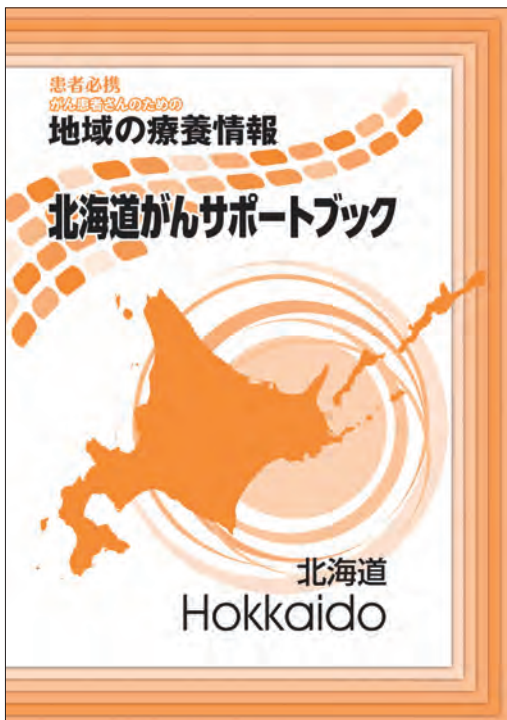 患者必携
がん患者さんのための
地域の療養情報
北海道がんサポートブック
北海道
Hokkaido